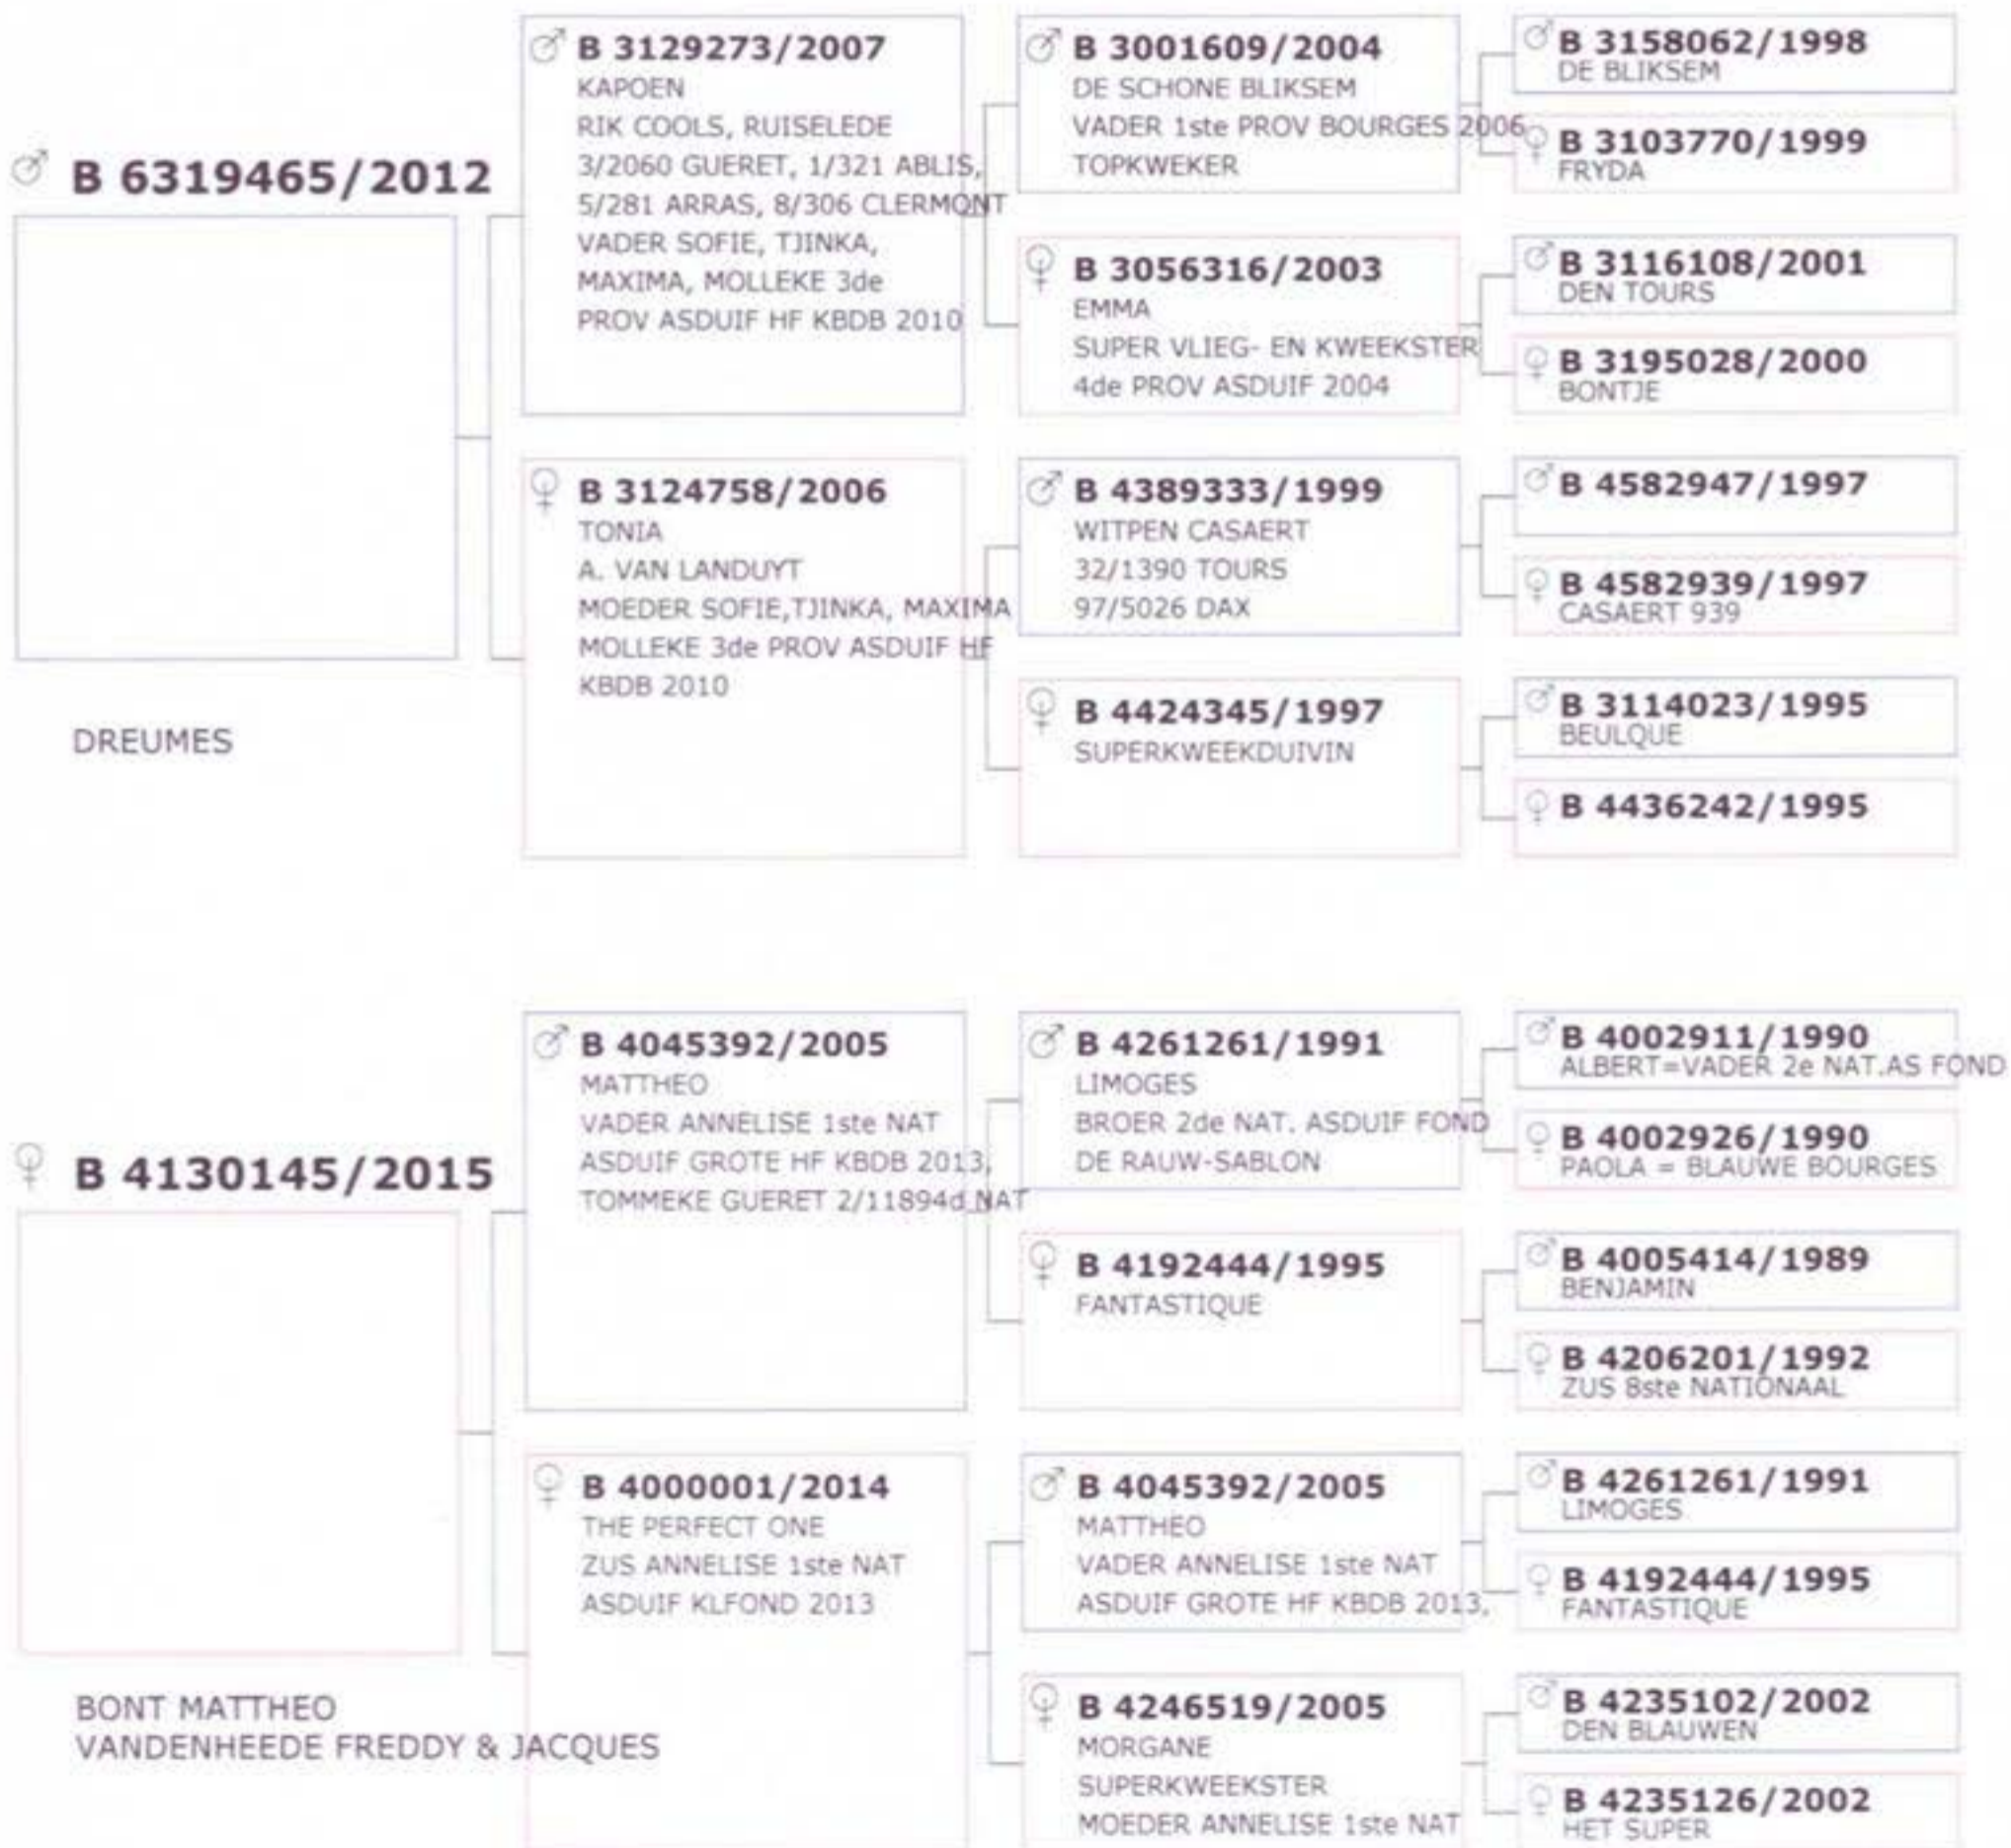 ♂ B 6319465/2012
DREUMES
♂ B 3129273/2007
KAPOEN
RIK COOLS, RUISELEDE
3/2060 GUERET, 1/321 ABLIS,
5/281 ARRAS, 8/306 CLERMONT
VADER SOFIE, TJINKA,
MAXIMA, MOLLEKE 3de
PROV ASDUIF HF KBDB 2010
♀ B 3124758/2006
TONIA
A. VAN LANDUYT
MOEDER SOFIE,TJINKA, MAXIMA
MOLLEKE 3de PROV ASDUIF HF
KBDB 2010
♂ B 3001609/2004
DE SCHONE BLIKSEM
VADER 1ste PROV BOURGES 2006
TOPKWEKER
♀ B 3056316/2003
EMMA
SUPER VLIEG- EN KWEEKSTER
4de PROV ASDUIF 2004
♂ B 4389333/1999
WITPEN CASAERT
32/1390 TOURS
97/5026 DAX
♀ B 4424345/1997
SUPERKWEEKDUIVIN
♂ B 3158062/1998
DE BLIKSEM
♀ B 3103770/1999
FRYDA
♂ B 3116108/2001
DEN TOURS
♀ B 3195028/2000
BONTJE
♂ B 4582947/1997
♀ B 4582939/1997
CASAERT 939
♂ B 3114023/1995
BEULQUE
♀ B 4436242/1995
♀ B 4130145/2015
BONT MATTHEO
VANDENHEEDE FREDDY & JACQUES
♂ B 4045392/2005
MATTHEO
VADER ANNELISE 1ste NAT
ASDUIF GROTE HF KBDB 2013,
TOMMEKE GUERET 2/11894d NAT
♀ B 4000001/2014
THE PERFECT ONE
ZUS ANNELISE 1ste NAT
ASDUIF KLFOND 2013
♂ B 4261261/1991
LIMOGES
BROER 2de NAT. ASDUIF FOND
DE RAUW-SABLON
♀ B 4192444/1995
FANTASTIQUE
♂ B 4045392/2005
MATTHEO
VADER ANNELISE 1ste NAT
ASDUIF GROTE HF KBDB 2013,
♀ B 4246519/2005
MORGANE
SUPERKWEEKSTER
MOEDER ANNELISE 1ste NAT
♂ B 4002911/1990
ALBERT=VADER 2e NAT.AS FOND
♀ B 4002926/1990
PAOLA = BLAUWE BOURGES
♂ B 4005414/1989
BENJAMIN
♀ B 4206201/1992
ZUS 8ste NATIONAAL
♂ B 4261261/1991
LIMOGES
♀ B 4192444/1995
FANTASTIQUE
♂ B 4235102/2002
DEN BLAUWEN
♀ B 4235126/2002
HET SUPER